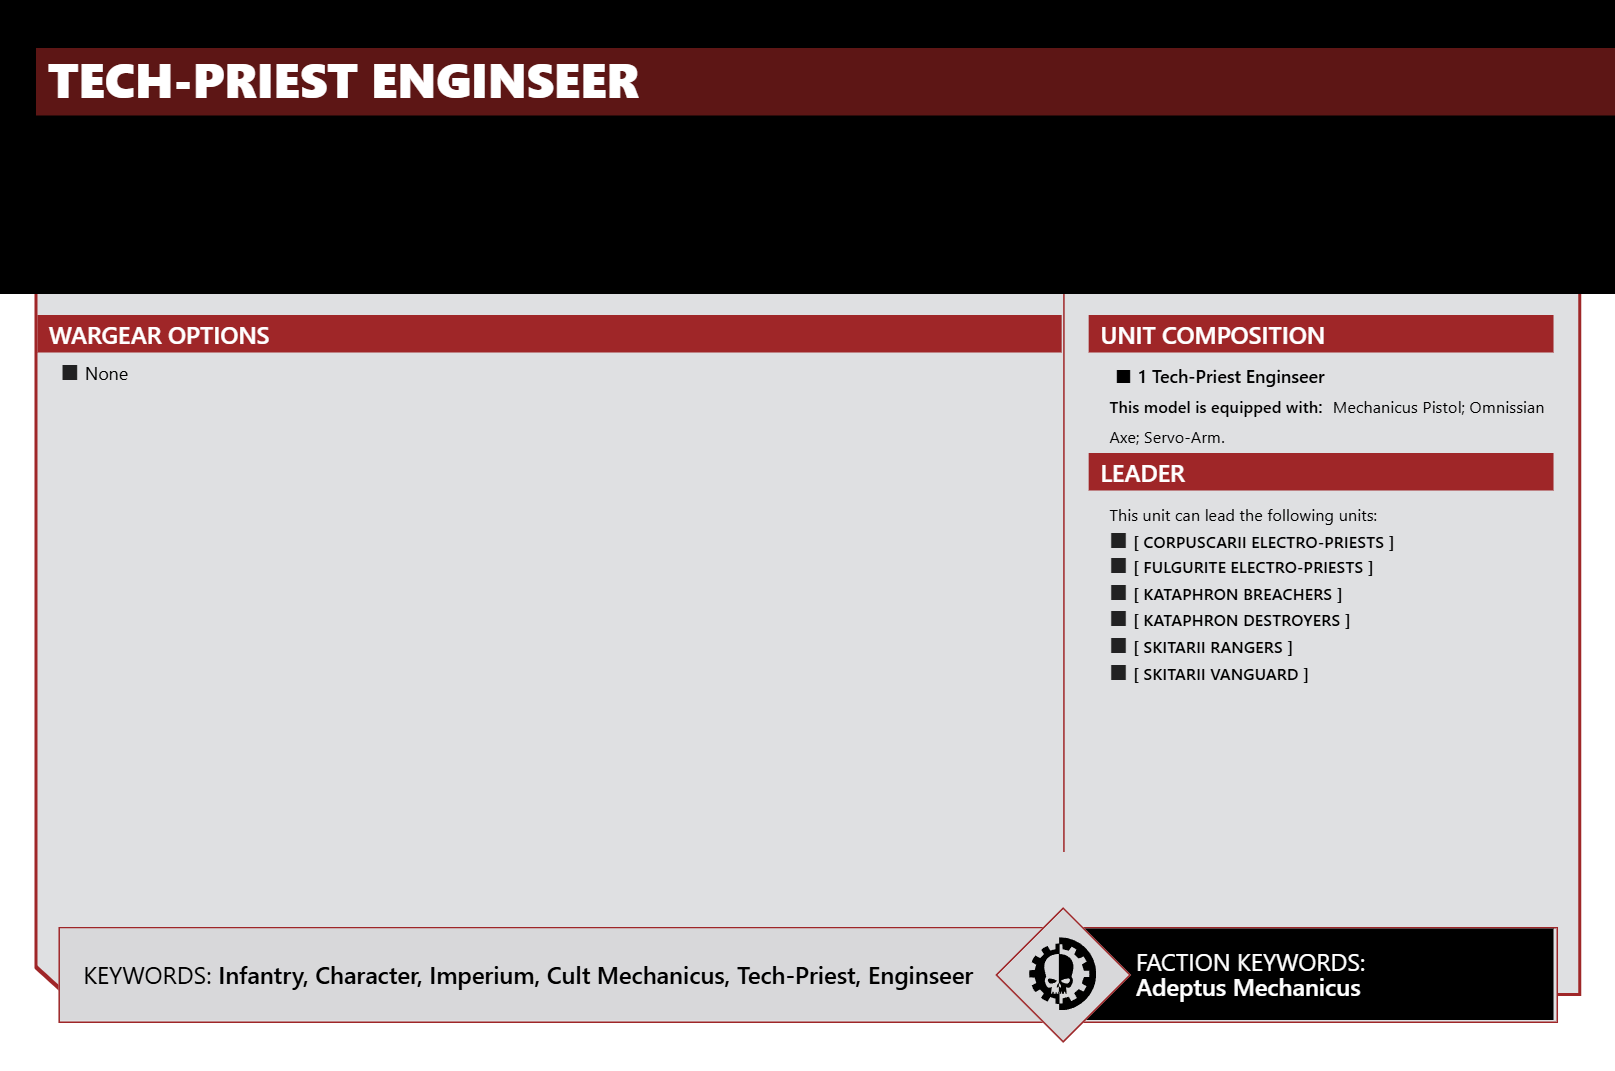 TECH-PRIEST ENGINSEER
WARGEAR OPTIONS
None
UNIT COMPOSITION
1 Tech-Priest Enginseer
This model is equipped with: Mechanicus Pistol; Omnissian
Axe; Servo-Arm.
LEADER
This unit can lead the following units:
[ CORPUSCARII ELECTRO-PRIESTS ]
[ FULGURITE ELECTRO-PRIESTS ]
[ KATAPHRON BREACHERS ]
[ KATAPHRON DESTROYERS ]
[ SKITARII RANGERS ]
[ SKITARII VANGUARD ]
KEYWORDS: Infantry, Character, Imperium, Cult Mechanicus, Tech-Priest, Enginseer
FACTION KEYWORDS:
Adeptus Mechanicus